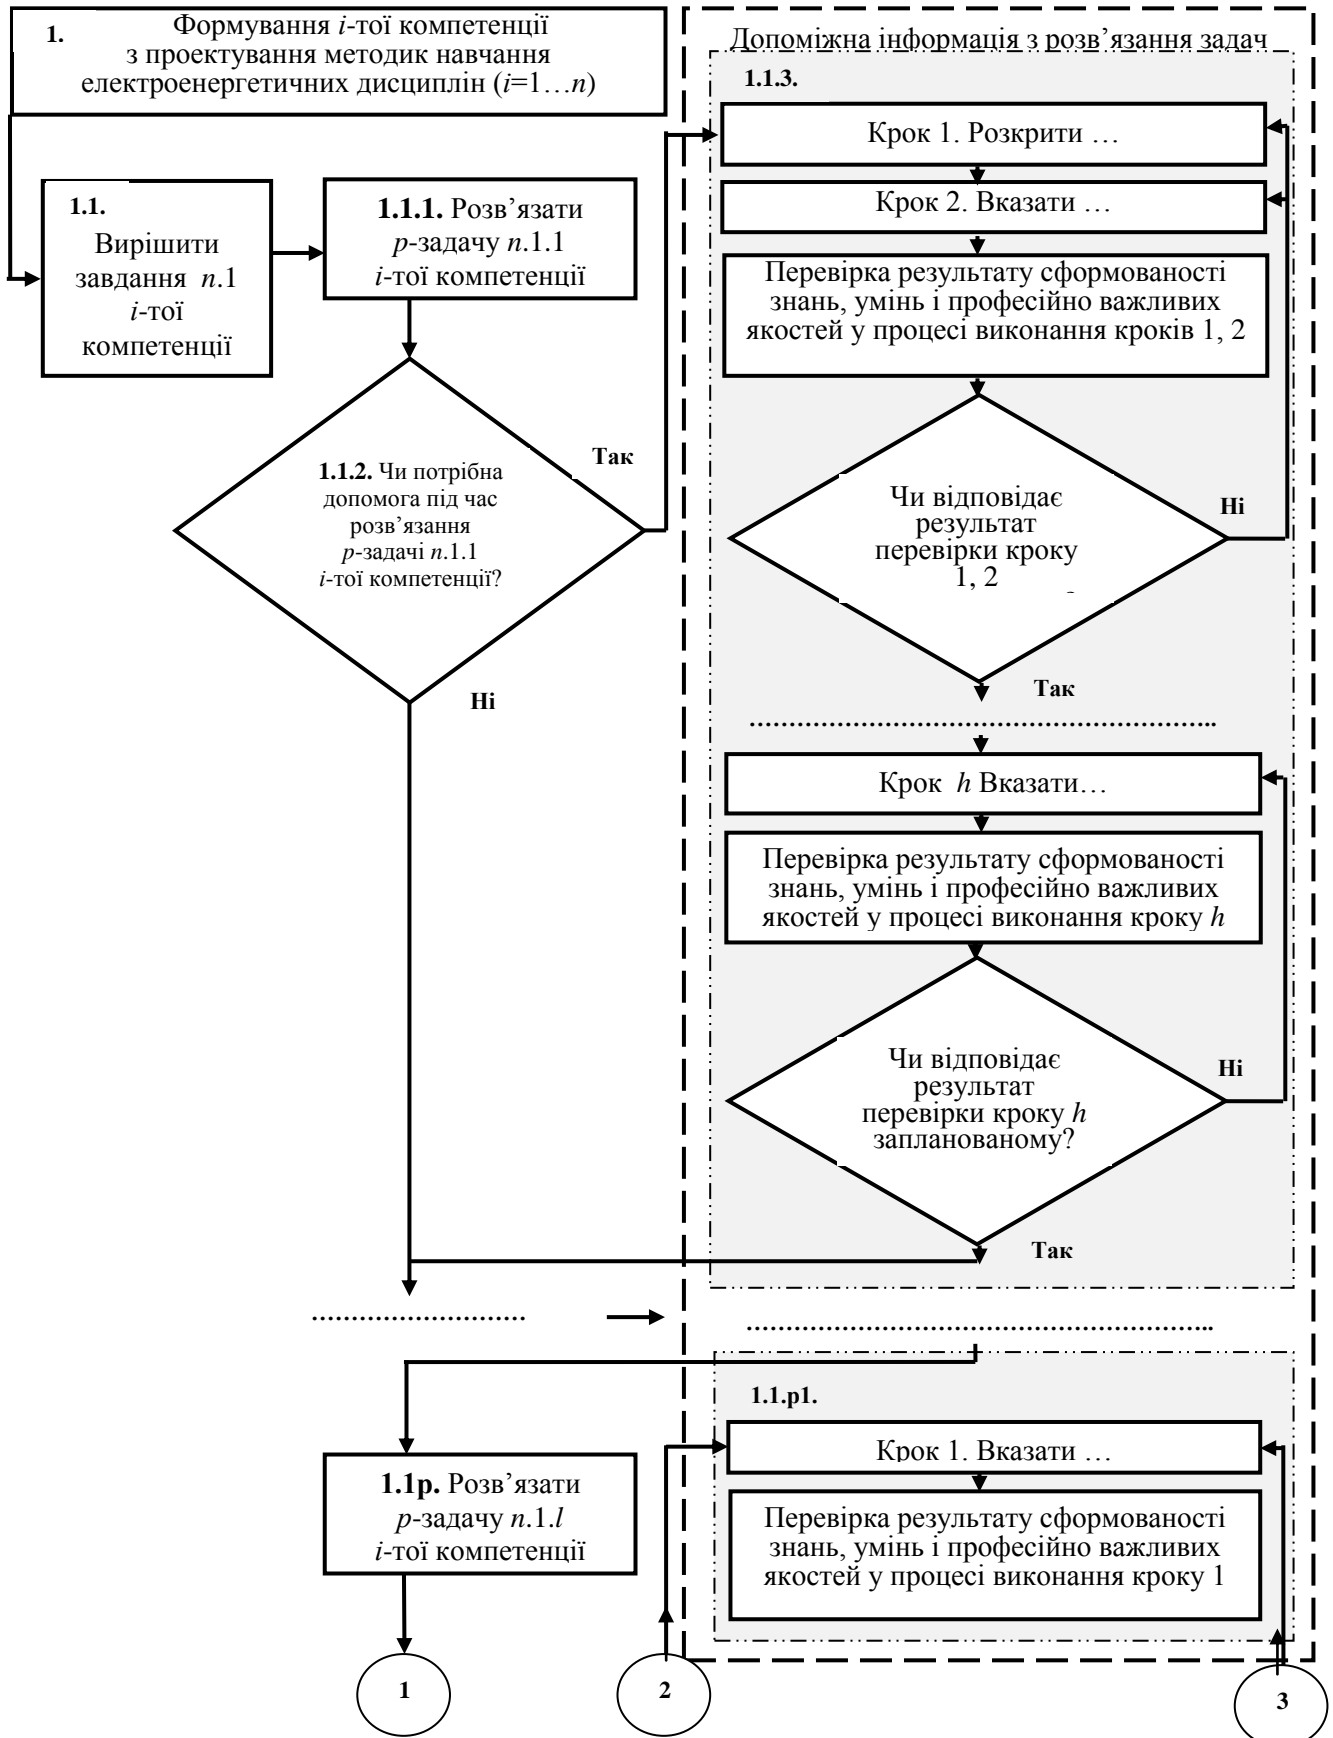 1. Формування i-тої компетенції
з проектування методик навчання
електроенергетичних дисциплін (i=1…n)
1.1.
Вирішити
завдання n.1
i-тої
компетенції
1.1.1. Розв’язати
p-задачу n.1.1
i-тої компетенції
1.1.2. Чи потрібна
допомога під час
розв’язання
p-задачі n.1.1
i-тої компетенції?
Так
Ні
Допоміжна інформація з розв’язання задач
1.1.3.
Крок 1. Розкрити …
Крок 2. Вказати …
Перевірка результату сформованості
знань, умінь і професійно важливих
якостей у процесі виконання кроків 1, 2
Чи відповідає
результат
перевірки кроку
1, 2
Ні
Так
………………………………………………..
Крок h Вказати…
Перевірка результату сформованості
знань, умінь і професійно важливих
якостей у процесі виконання кроку h
Чи відповідає
результат
перевірки кроку h
запланованому?
Ні
Так
……………………
………………………………………………..
1.1p. Розв’язати
p-задачу n.1.l
i-тої компетенції
1.1.p1.
Крок 1. Вказати …
Перевірка результату сформованості
знань, умінь і професійно важливих
якостей у процесі виконання кроку 1
1
2
3